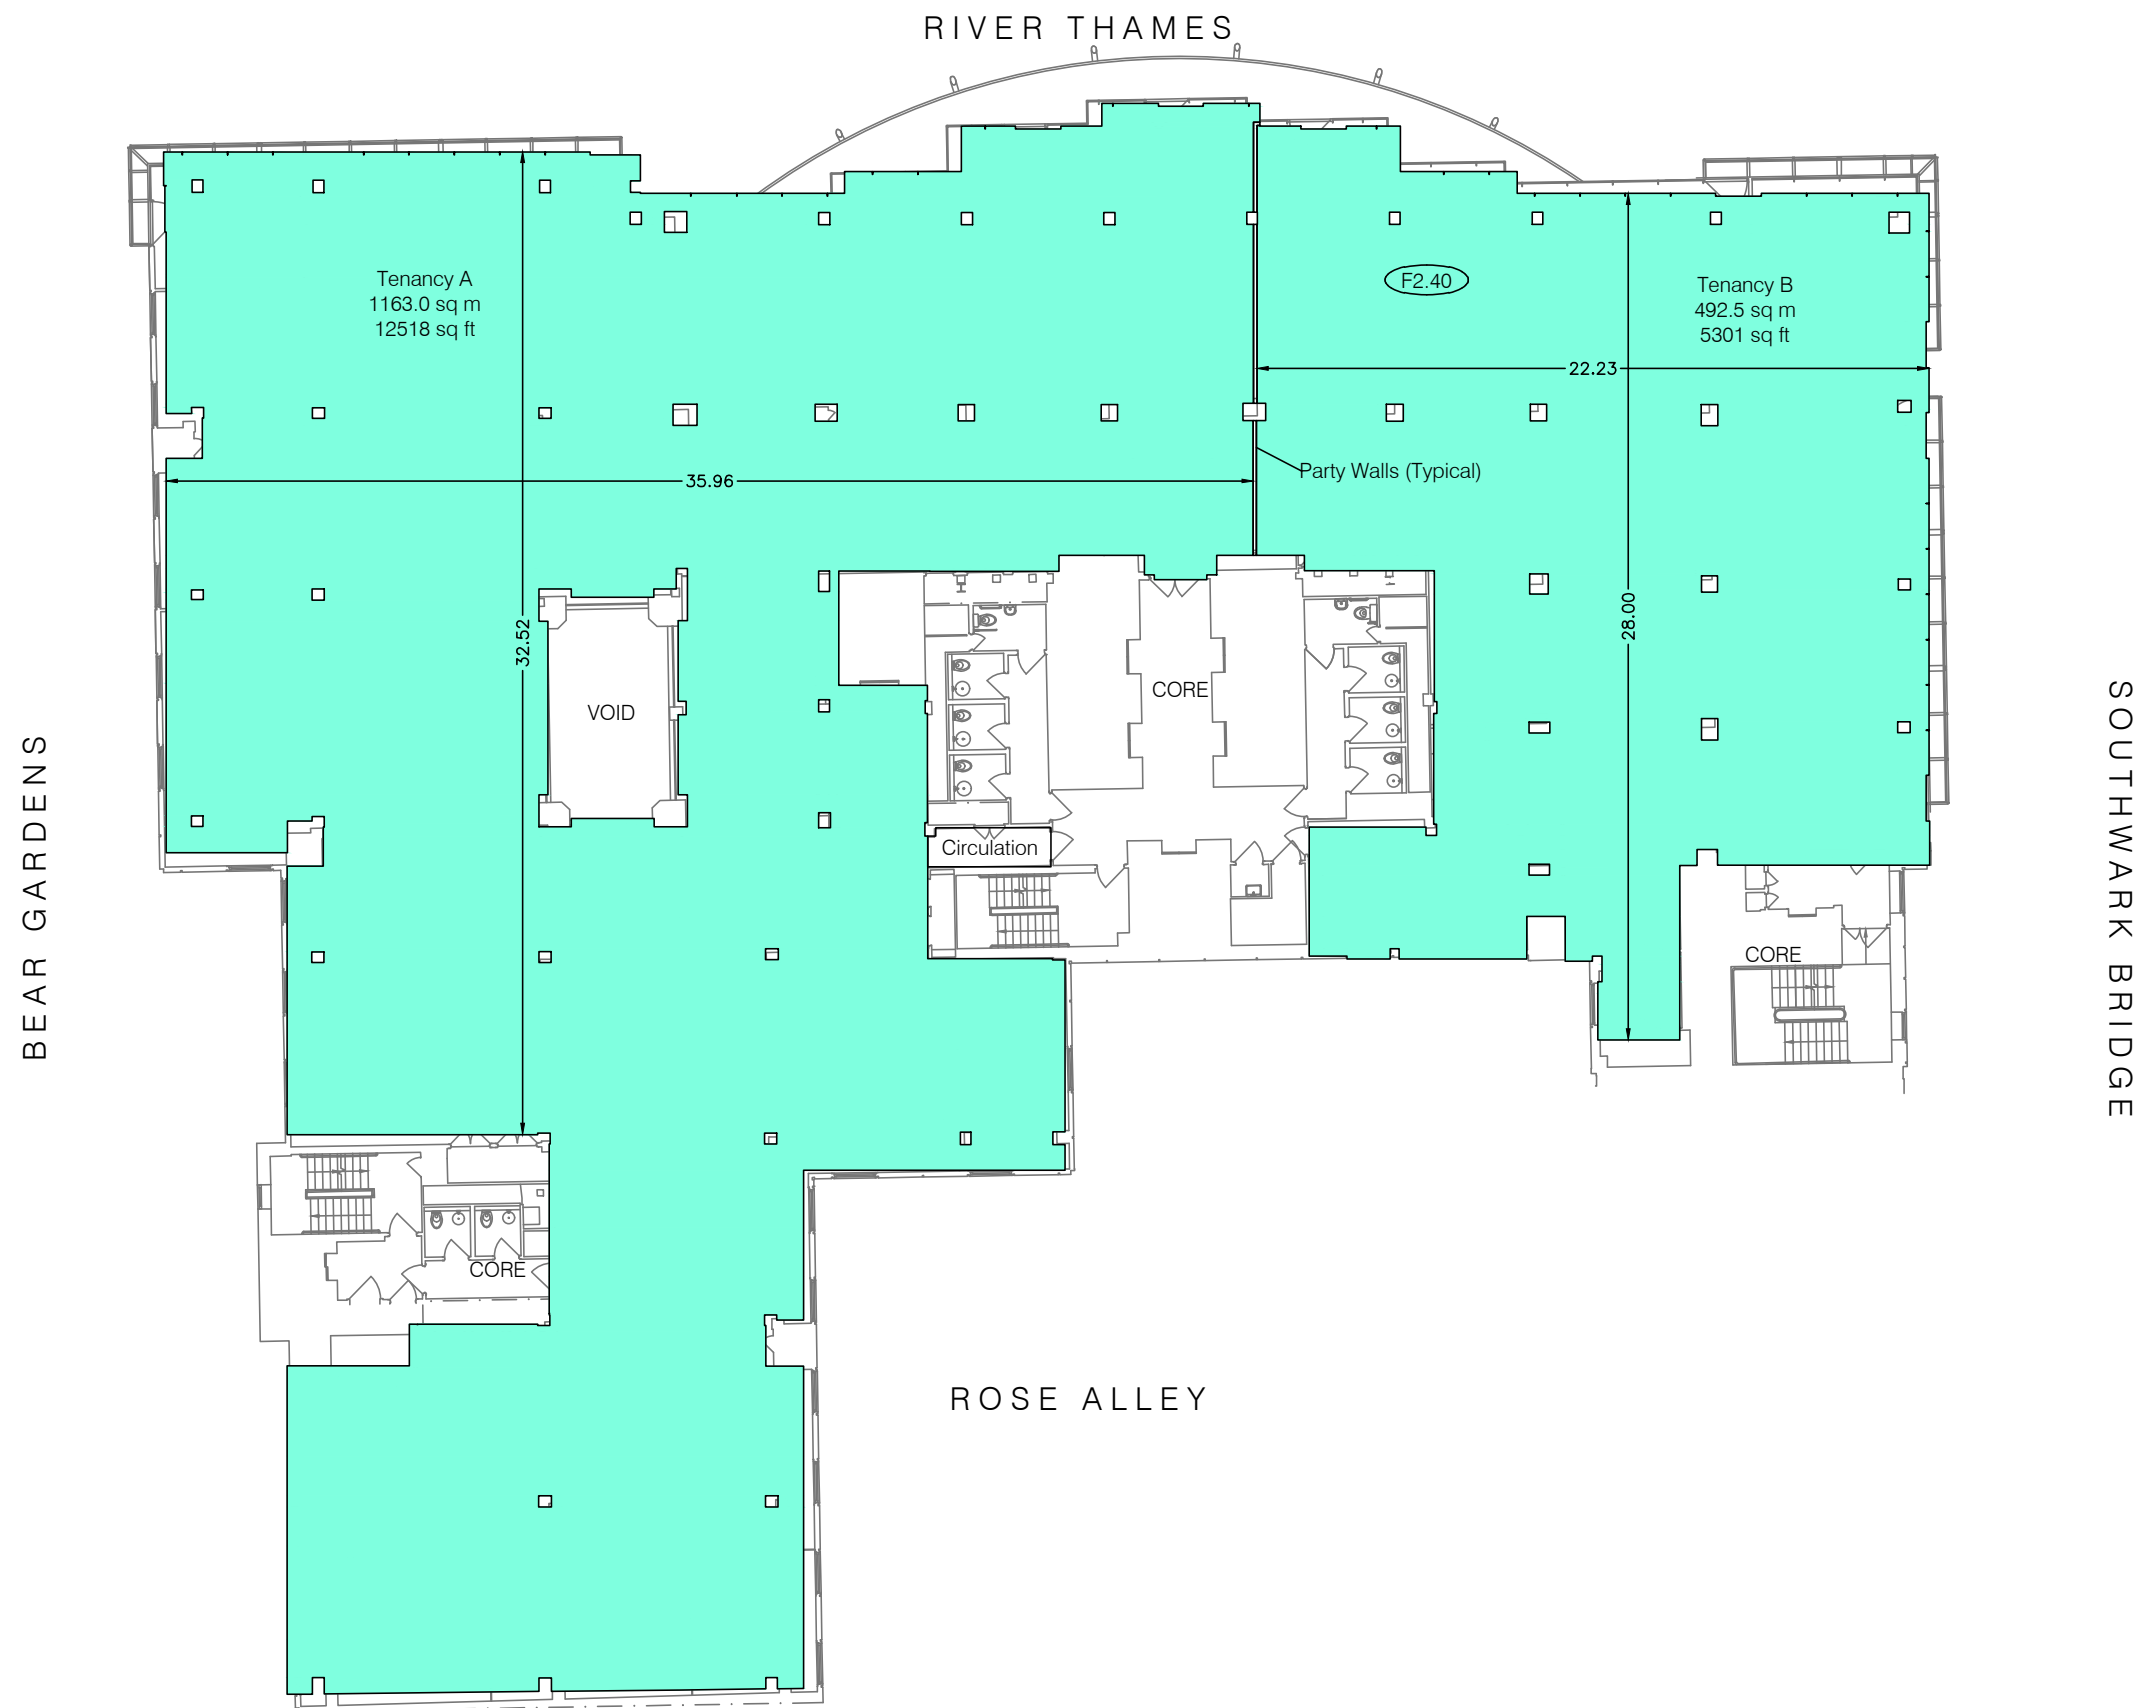 RIVER THAMES
Tenancy A
1163.0 sq m
12518 sq ft
F2.40
Tenancy B
492.5 sq m
5301 sq ft
22.23
Party Walls (Typical)
35.96
28.00
32.52
VOID
CORE
Circulation
BEAR GARDENS
SOUTHWARK BRIDGE
CORE
CORE
ROSE ALLEY